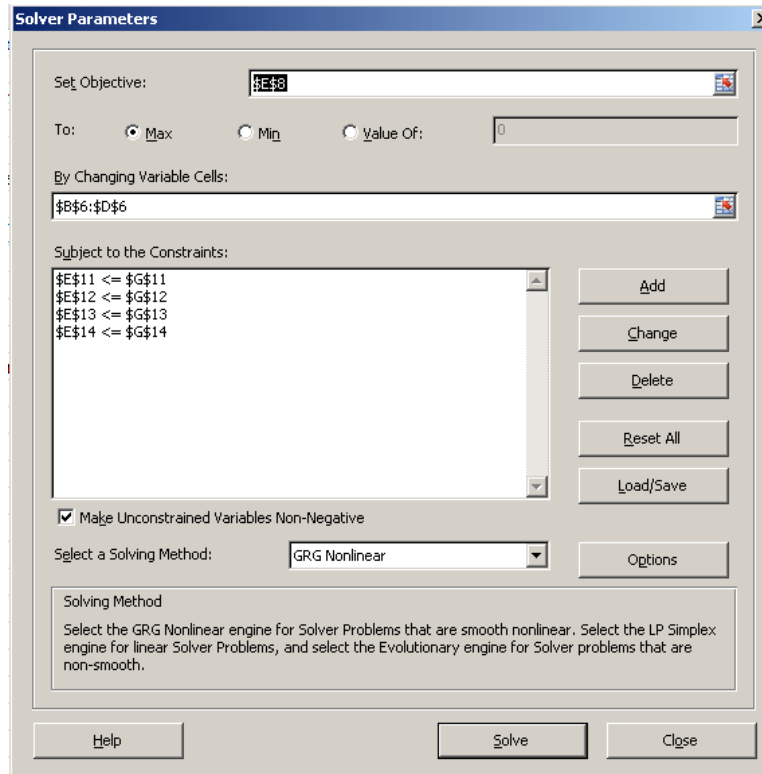 Solver Parameters
Set Objective:
$E$8
To:
Max
Min
Value Of:
0
By Changing Variable Cells:
$B$6:$D$6
Subject to the Constraints:
$E$11 <= $G$11
$E$12 <= $G$12
$E$13 <= $G$13
$E$14 <= $G$14
Add
Change
Delete
Reset All
Load/Save
Make Unconstrained Variables Non-Negative
Select a Solving Method:
GRG Nonlinear
Options
Solving Method
Select the GRG Nonlinear engine for Solver Problems that are smooth nonlinear. Select the LP Simplex
engine for linear Solver Problems, and select the Evolutionary engine for Solver problems that are
non-smooth.
Help
Solve
Close